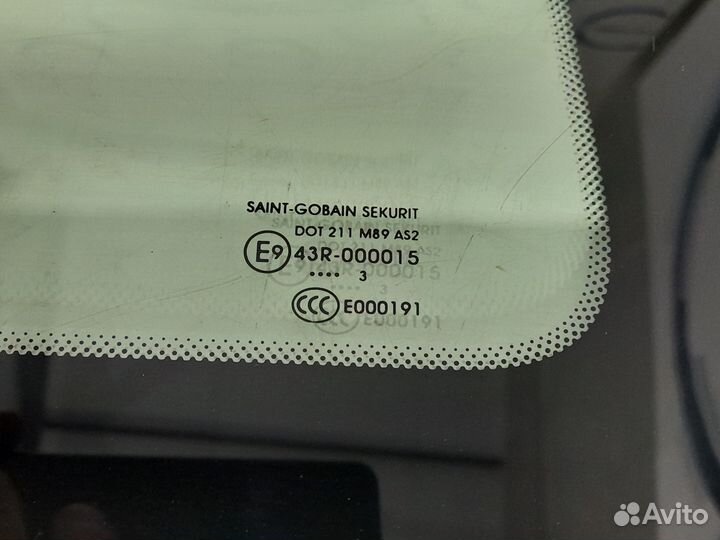 SAINT-GOBAIN SEKURIT
DOT 211 M89 AS2
E9 43R-000015
.... 3
CCC E000191
Avito